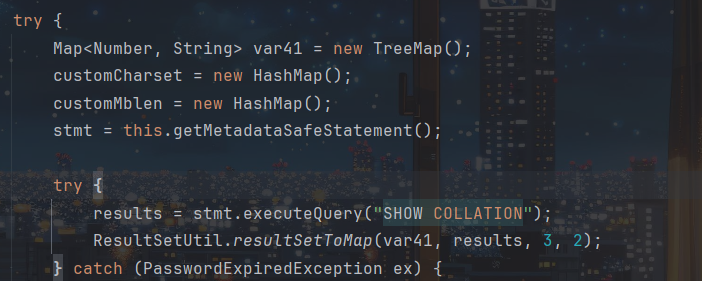 try {
Map<Number, String> var41 = new TreeMap();
customCharset = new HashMap();
customMblen = new HashMap();
stmt = this.getMetadataSafeStatement();
try {
results = stmt.executeQuery("SHOW COLLATION");
ResultSetUtil.resultSetToMap(var41, results, 3, 2);
} catch (PasswordExpiredException ex) {